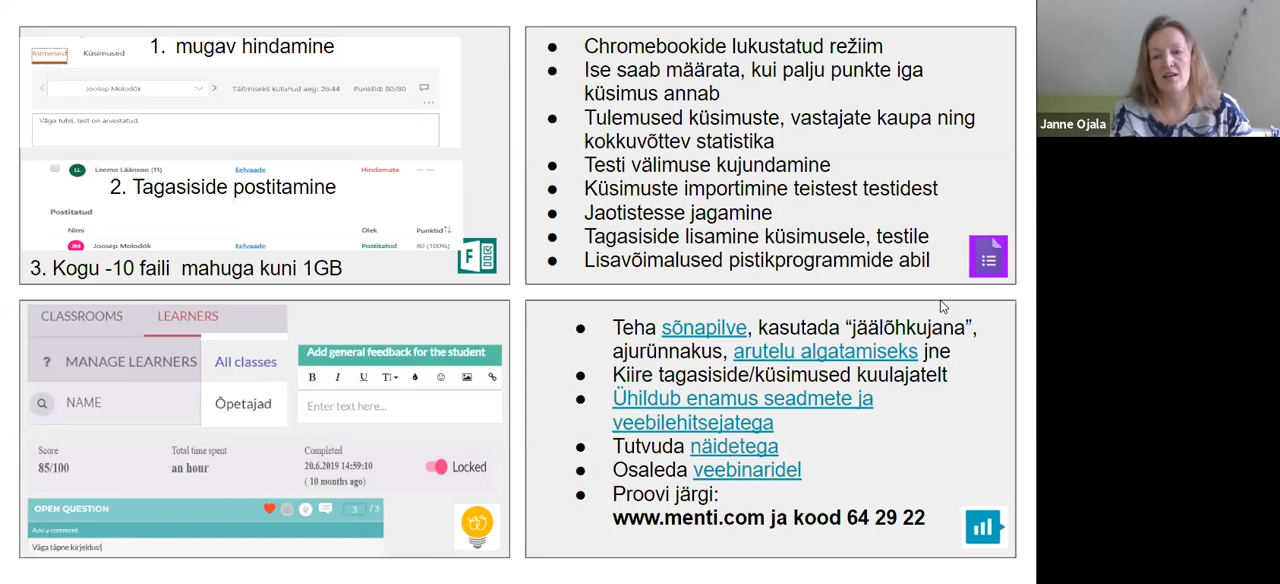 1. mugav hindamine
Inimesed Küsimused
Joosep Molodõk Täitmiseks kulunud aeg: 26:44 Punktid: 80/80
Väga tubli, test on arvestatud.
LL Leemo Läänsoo (11) Eelvaade Hindamata — —
2. Tagasiside postitamine
Postitatud
Nimi Olek Punktid
JM Joosep Molodõk Eelvaade Postitatud 80 (100%)
3. Kogu -10 faili mahuga kuni 1GB
F
● Chromebookide lukustatud režiim
● Ise saab määrata, kui palju punkte iga
küsimus annab
● Tulemused küsimuste, vastajate kaupa ning
kokkuvõttev statistika
● Testi välimuse kujundamine
● Küsimuste importimine teistest testidest
● Jaotistesse jagamine
● Tagasiside lisamine küsimusele, testile
● Lisavõimalused pistikprogrammide abil
Janne Ojala
CLASSROOMS LEARNERS
? MANAGE LEARNERS All classes
NAME Õpetajad
Add general feedback for the student
B I U T
Enter text here...
Score Total time spent Completed
85/100 an hour 20.6.2019 14:59:10
( 10 months ago)
Locked
OPEN QUESTION 3 / 3
Add a comment
Väga täpne kirjeldus!
● Teha sõnapilve, kasutada “jäälõhkujana”,
ajurünnakus, arutelu algatamiseks jne
● Kiire tagasiside/küsimused kuulajatelt
● Ühildub enamus seadmete ja
veebilehitsejatega
● Tutvuda näidetega
● Osaleda veebinaridel
● Proovi järgi:
www.menti.com ja kood 64 29 22